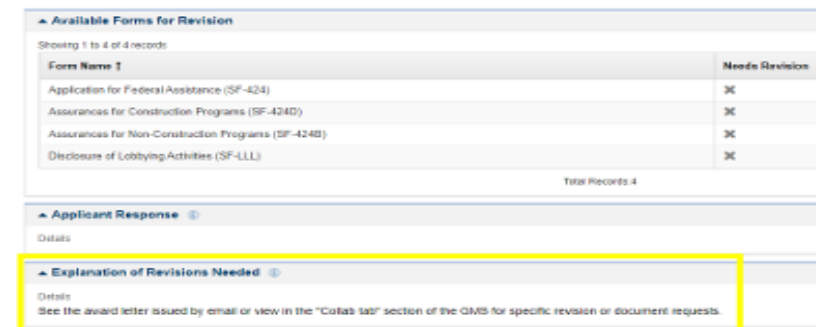 Available Forms for Revision
Showing 1 to 4 of 4 records
Form Name ↑ Needs Revision
Application for Federal Assistance (SF-424)
Assurances for Construction Programs (SF-424D)
Assurances for Non-Construction Programs (SF-424B)
Disclosure of Lobbying Activities (SF-LLL)
Total Records:4
Applicant Response
Details
Explanation of Revisions Needed
Details
See the award letter issued by email or view in the "Collab tab" section of the GMS for specific revision or document requests.